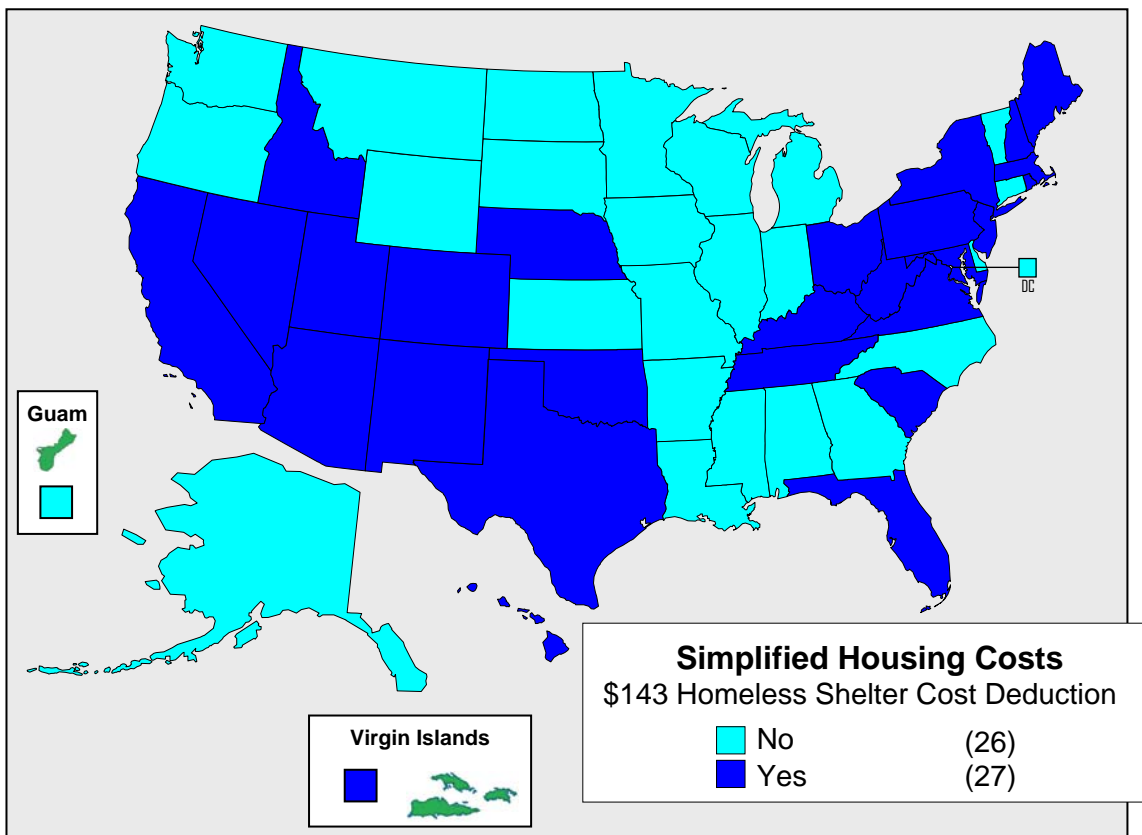 DC
Guam
Virgin Islands
Simplified Housing Costs
$143 Homeless Shelter Cost Deduction
No (26)
Yes (27)